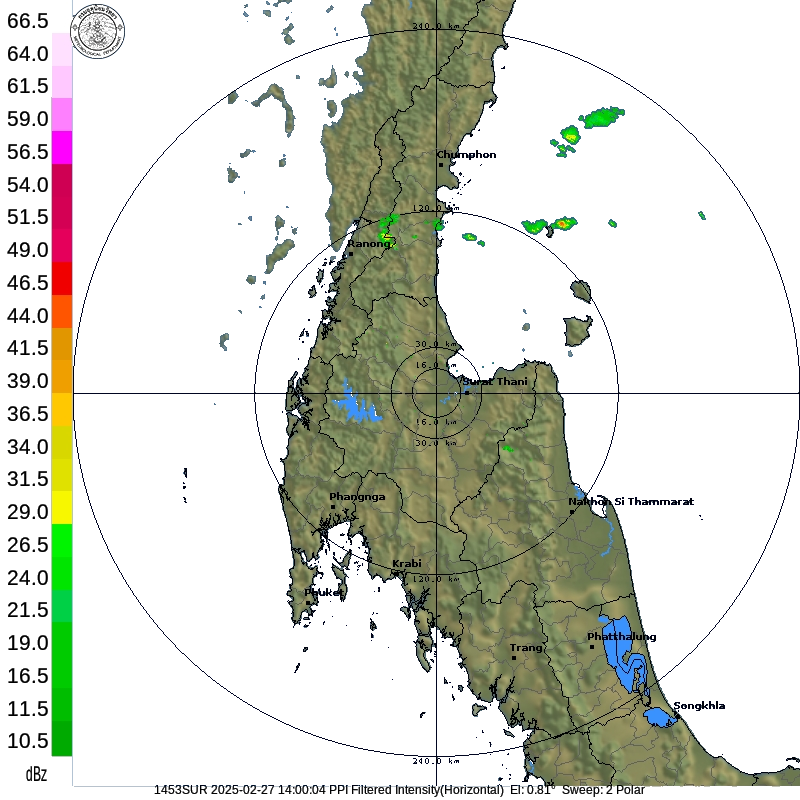 66.5
64.0
61.5
59.0
56.5
54.0
51.5
49.0
46.5
44.0
41.5
39.0
36.5
34.0
31.5
29.0
26.5
24.0
21.5
19.0
16.5
11.5
10.5
dBz
240.0 km
Chumphon
120.0 km
Ranong
30.0 km
16.0 km
Surat Thani
16.0 km
30.0 km
Phangnga
Nakhon Si Thammarat
Krabi
120.0 km
Phuket
Phatthalung
Trang
Songkhla
240.0 km
1453SUR 2025-02-27 14:00:04 PPI Filtered Intensity(Horizontal) El: 0.81° Sweep: 2 Polar